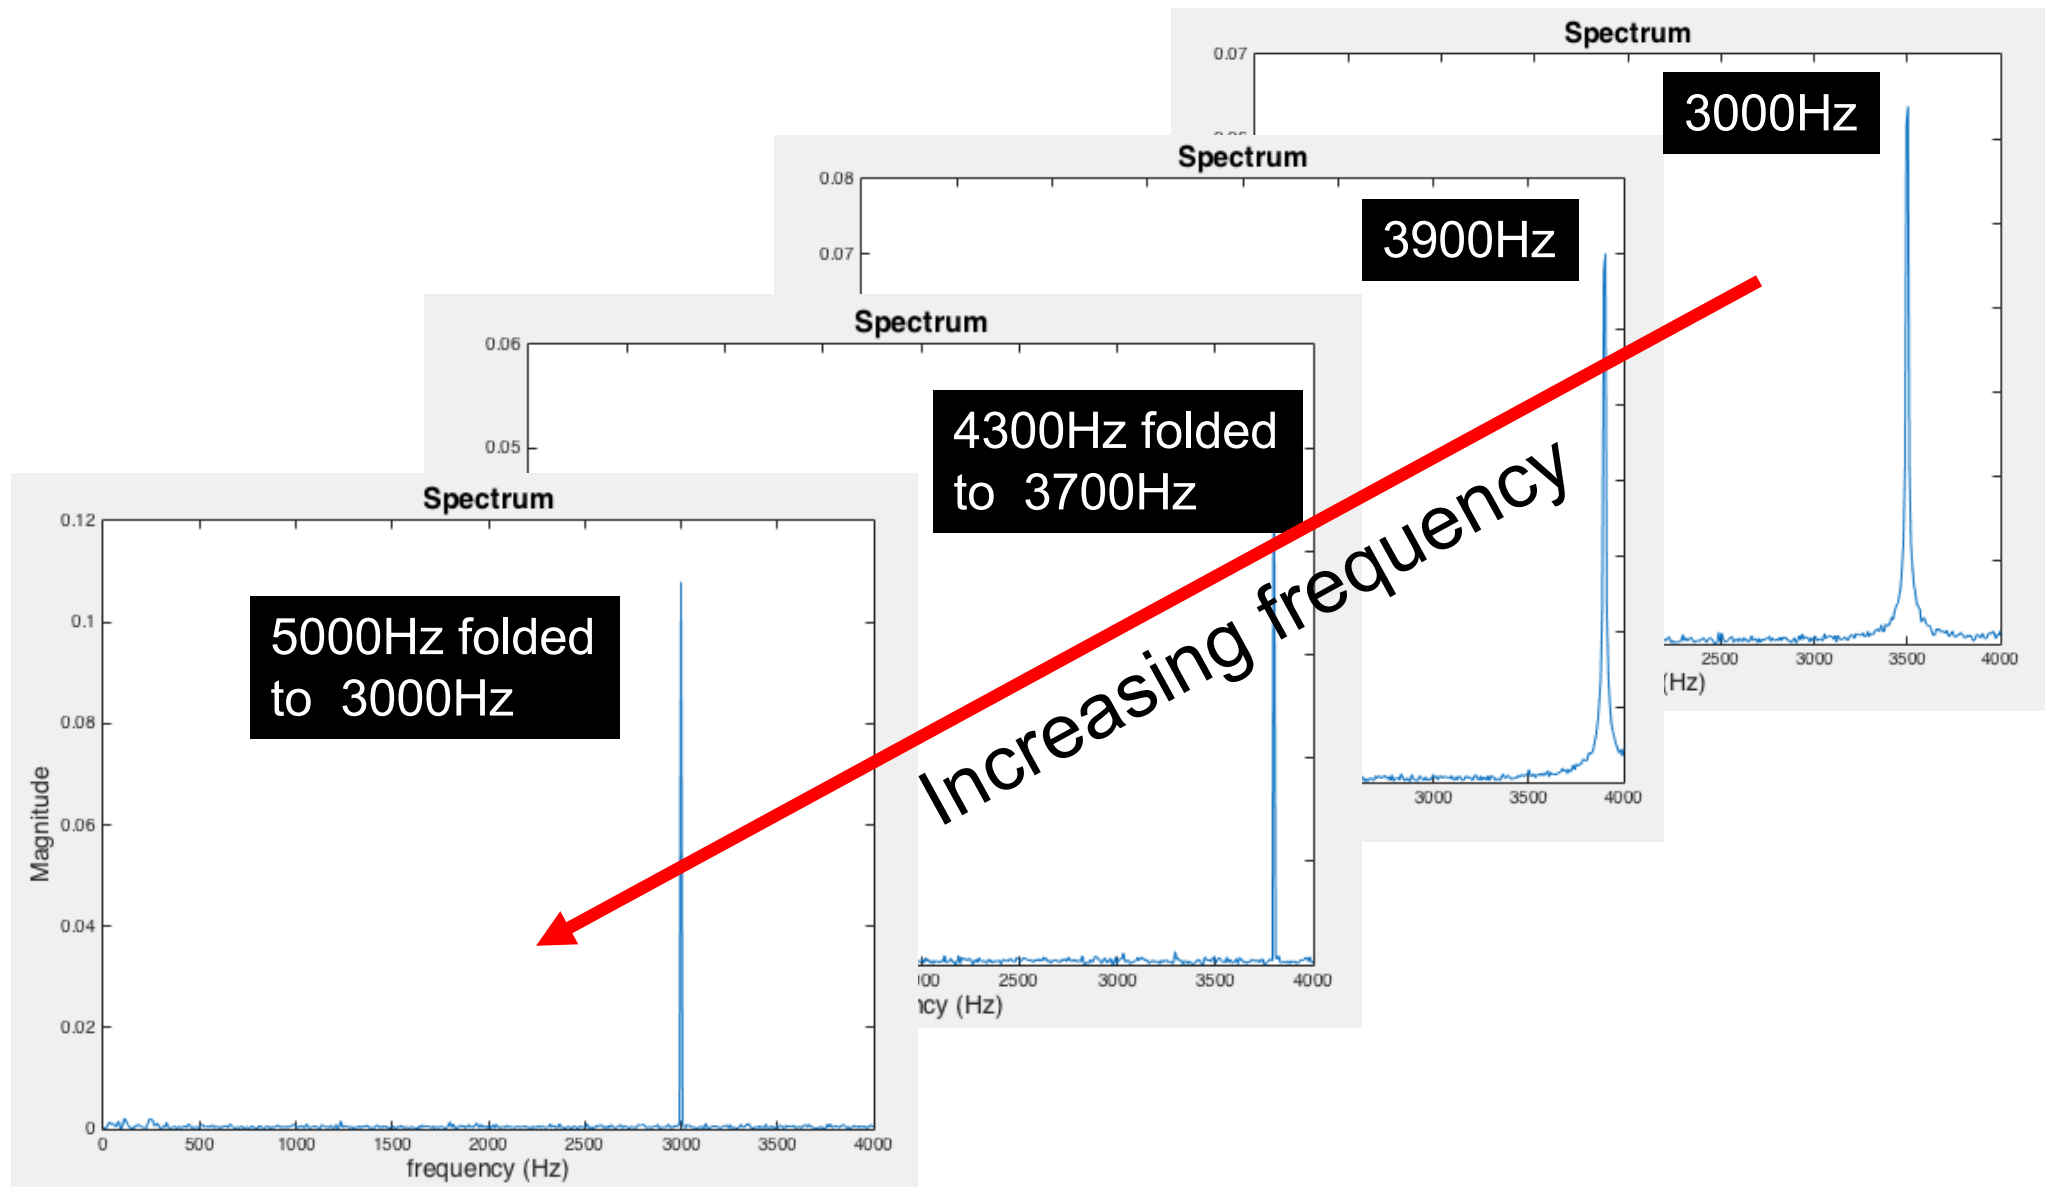 Spectrum
0.07
3000Hz
2500 3000 3500 4000
(Hz)
Spectrum
0.08
0.07
3900Hz
3000 3500 4000
Spectrum
0.06
0.05
4300Hz folded
to 3700Hz
2500 3000 3500 4000
Increasing frequency
Spectrum
0.12
0.1
0.08
0.06
0.04
0.02
0
5000Hz folded
to 3000Hz
Magnitude
0 500 1000 1500 2000 2500 3000 3500 4000
frequency (Hz)
(Hz)